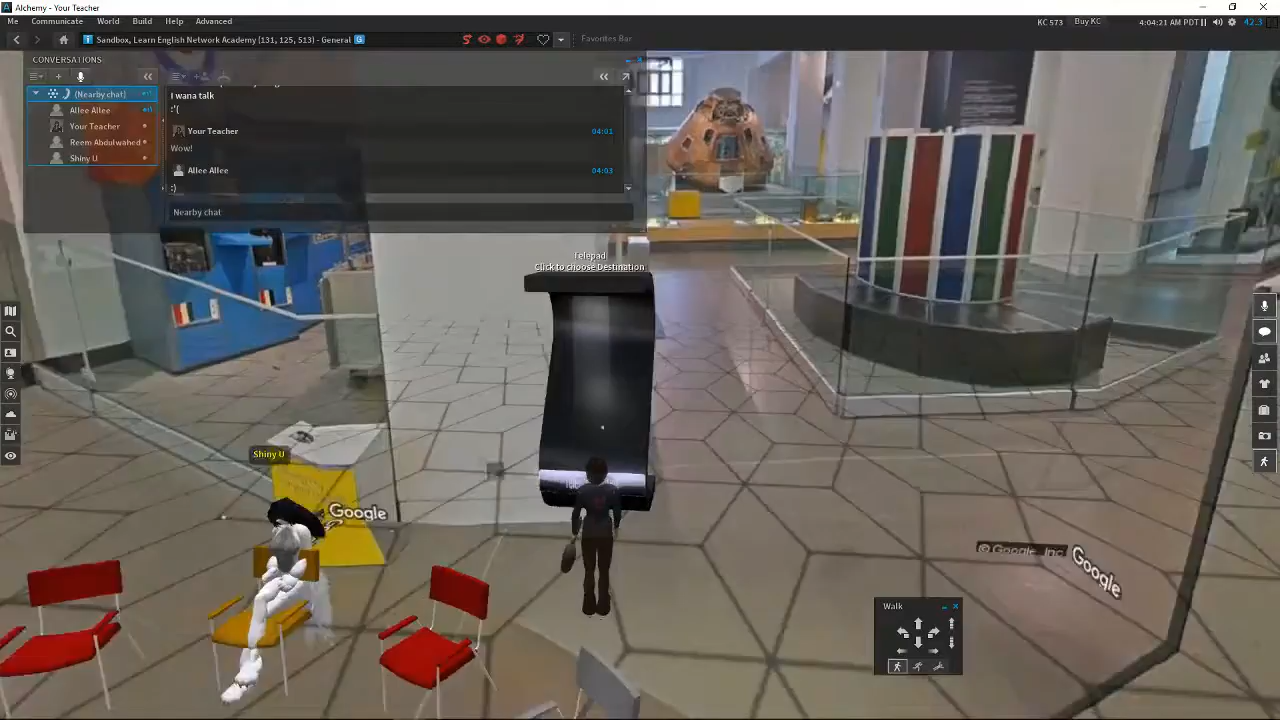 Alchemy - Your Teacher
Me Communicate World Build Help Advanced
KC 573 Buy KC 4:04:21 AM PDT 42.3
Sandbox, Learn English Network Academy (131, 125, 513) - General G
Favorites Bar
CONVERSATIONS
(Nearby chat)
Allee Allee
Your Teacher
Reem Abdulwahed
Shiny U
I wana talk
:'(
Your Teacher 04:01
Wow!
Allee Allee 04:03
:)
Nearby chat
Telepad
Click to choose Destination
Shiny U
Google
© Google, Inc.
Google
Walk